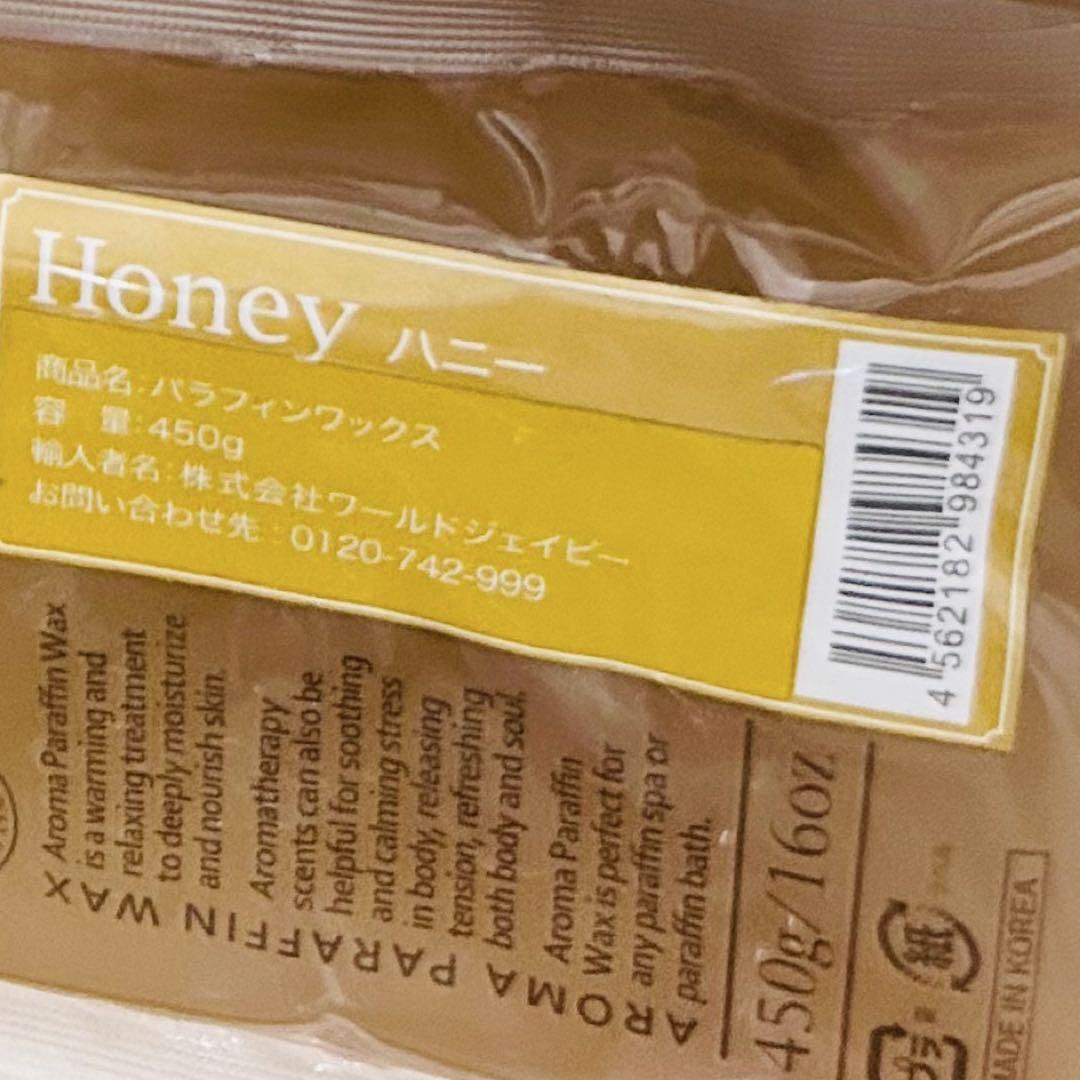 Honey ハニー
商品名:パラフィンワックス
容 量:450g
輸入者名:株式会社ワールドジェイビー
お問い合わせ先:0120-742-999
4 562182 984319
AROMA PARAFFIN WAX
Aroma Paraffin Wax
is a warming and
relaxing treatment
to deeply moisturize
and nourish skin.
Aromatherapy
scents can also be
helpful for soothing
and calming stress
in body, releasing
tension, refreshing
both body and soul.
Aroma Paraffin
Wax is perfect for
any paraffin spa or
paraffin bath.
450g/16oz
紙
プラ
MADE IN KOREA